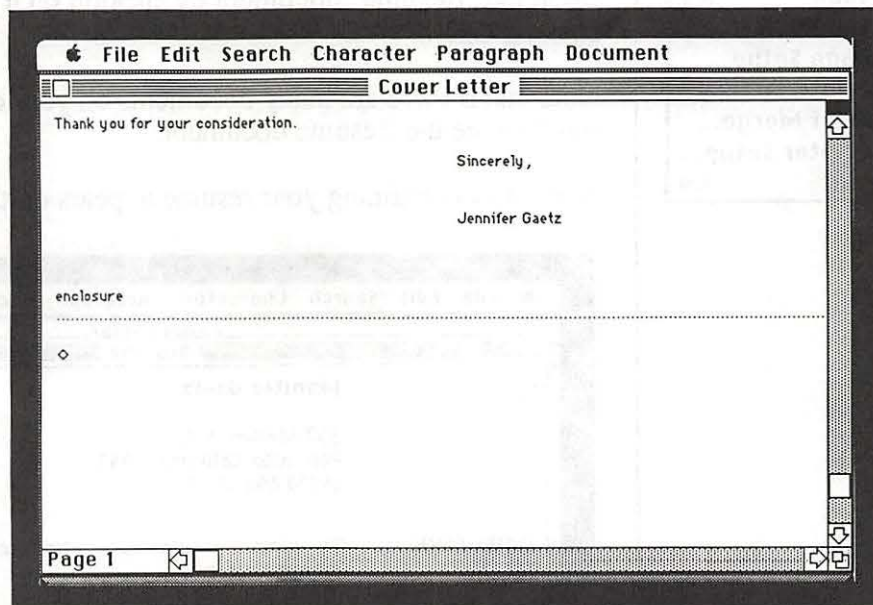 File Edit Search Character Paragraph Document
Cover Letter
Thank you for your consideration.
Sincerely,
Jennifer Gaetz
enclosure
◇
Page 1